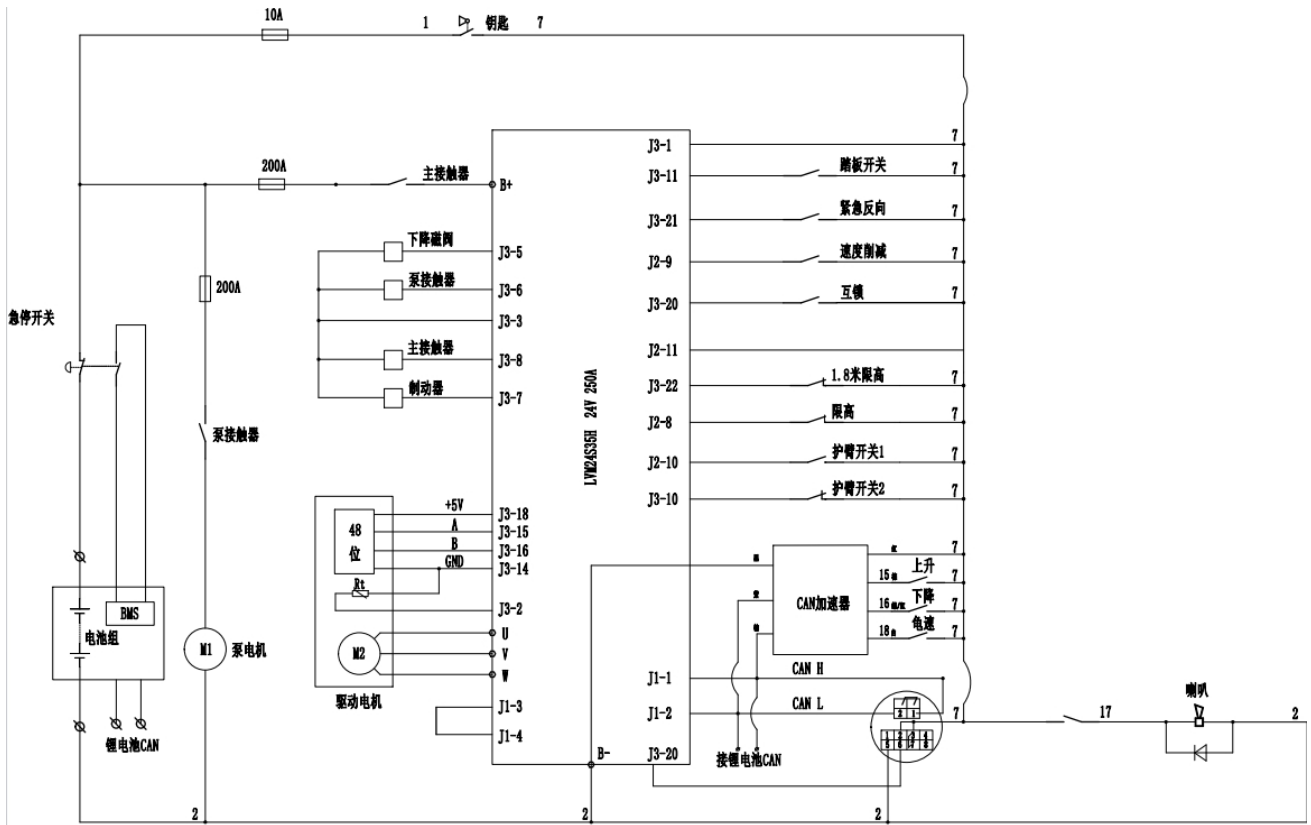 10A
1
钥匙
7
200A
主接触器
B+
J3-1
7
J3-11
踏板开关
7
J3-21
紧急反向
7
下降磁阀
J3-5
J2-9
速度削减
7
200A
泵接触器
J3-6
J3-20
互锁
7
急停开关
J3-3
J2-11
主接触器
J3-8
J3-22
1.8米限高
7
制动器
J3-7
LVM24S35H 24V 250A
J2-8
限高
7
泵接触器
J2-10
护臂开关1
7
J3-10
护臂开关2
7
48
位
+5V
J3-18
A
J3-15
B
J3-16
GND
J3-14
Rt
J3-2
CAN加速器
7
15
上升
7
16
下降
7
18
龟速
7
BMS
电池组
M1
泵电机
M2
U
V
W
驱动电机
J1-1
CAN H
J1-2
CAN L
J1-3
J1-4
2 1
7
17
喇叭
2
锂电池CAN
B-
J3-20
接锂电池CAN
2
2
2